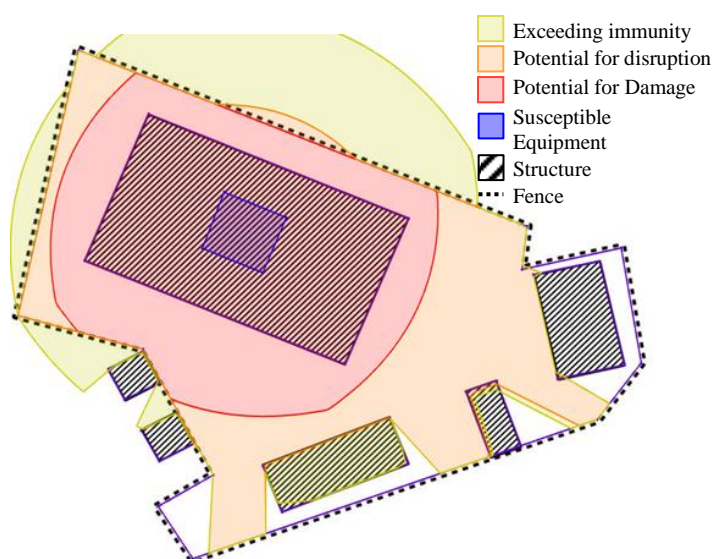 Exceeding immunity
Potential for disruption
Potential for Damage
Susceptible
Equipment
Structure
Fence